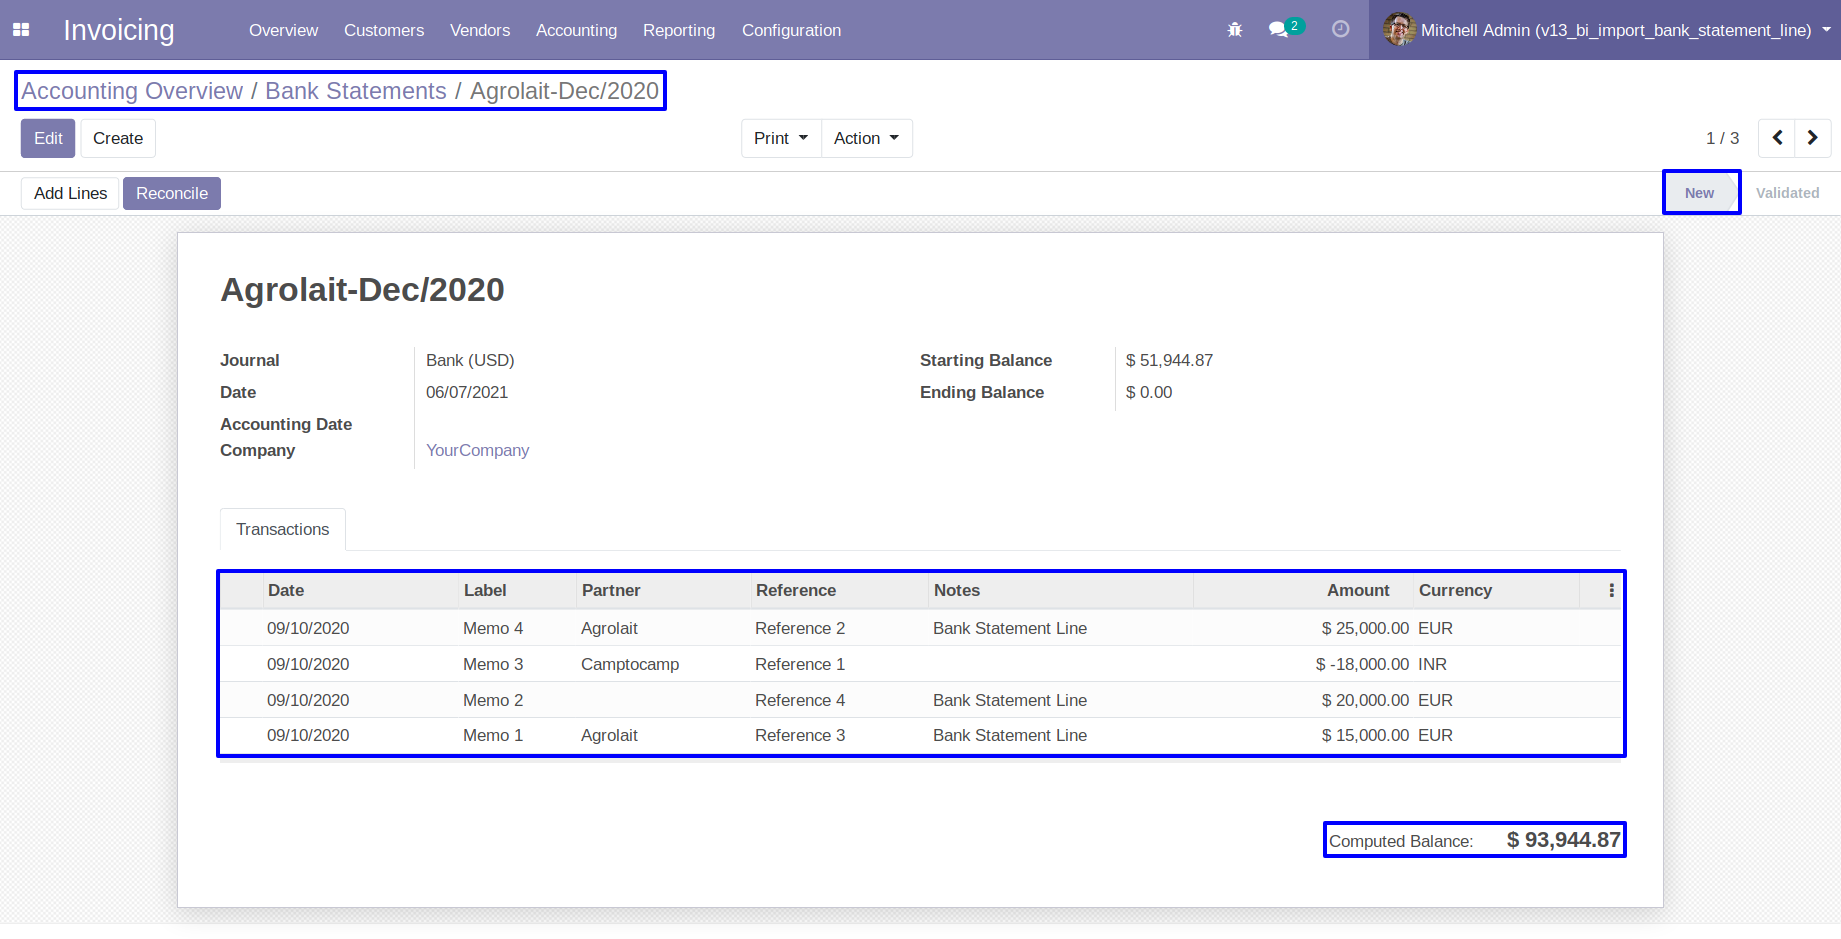 Invoicing Overview Customers Vendors Accounting Reporting Configuration 2 Mitchell Admin (v13_bi_import_bank_statement_line)
Accounting Overview / Bank Statements / Agrolait-Dec/2020
Edit Create Print Action 1 / 3
Add Lines Reconcile New Validated
Agrolait-Dec/2020
Journal Bank (USD) Starting Balance $ 51,944.87
Date 06/07/2021 Ending Balance $ 0.00
Accounting Date
Company YourCompany
Transactions
Date Label Partner Reference Notes Amount Currency
09/10/2020 Memo 4 Agrolait Reference 2 Bank Statement Line $ 25,000.00 EUR
09/10/2020 Memo 3 Camptocamp Reference 1 $ -18,000.00 INR
09/10/2020 Memo 2 Reference 4 Bank Statement Line $ 20,000.00 EUR
09/10/2020 Memo 1 Agrolait Reference 3 Bank Statement Line $ 15,000.00 EUR
Computed Balance: $ 93,944.87